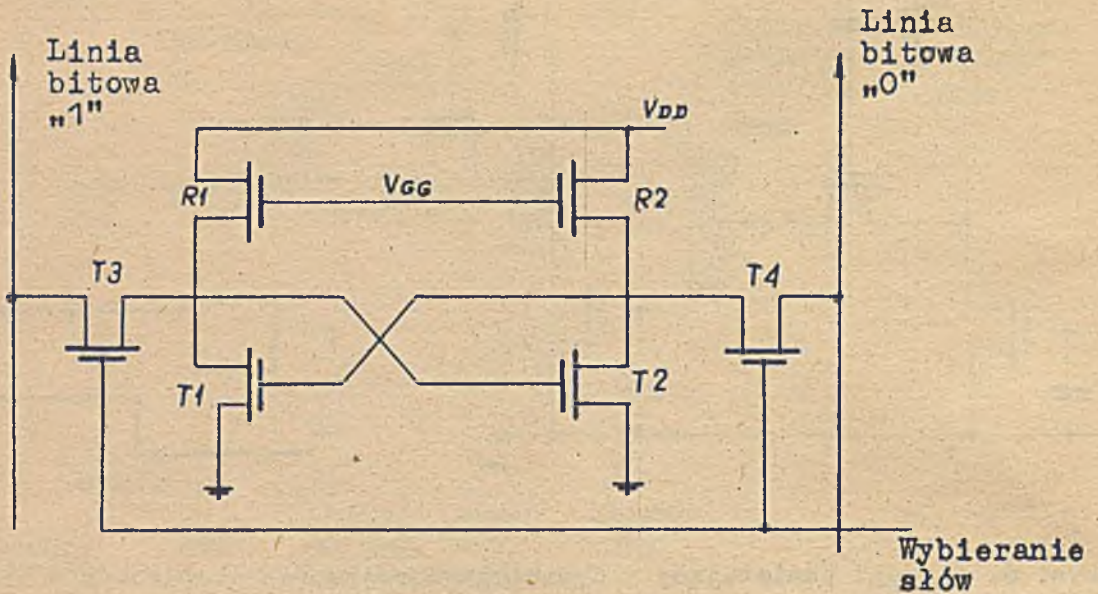 Linia
bitowa
„1"
Linia
bitowa
„0"
VDD
R1
VGG
R2
T3
T4
T1
T2
Wybieranie
słów